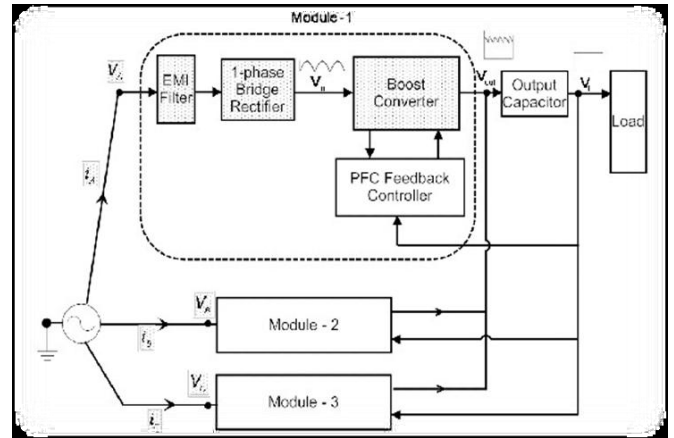 Module -1
EMI
Filter
1-phase
Bridge
Rectifier
Boost
Converter
Output
Capacitor
Load
PFC Feedback
Controller
Module - 2
Module - 3